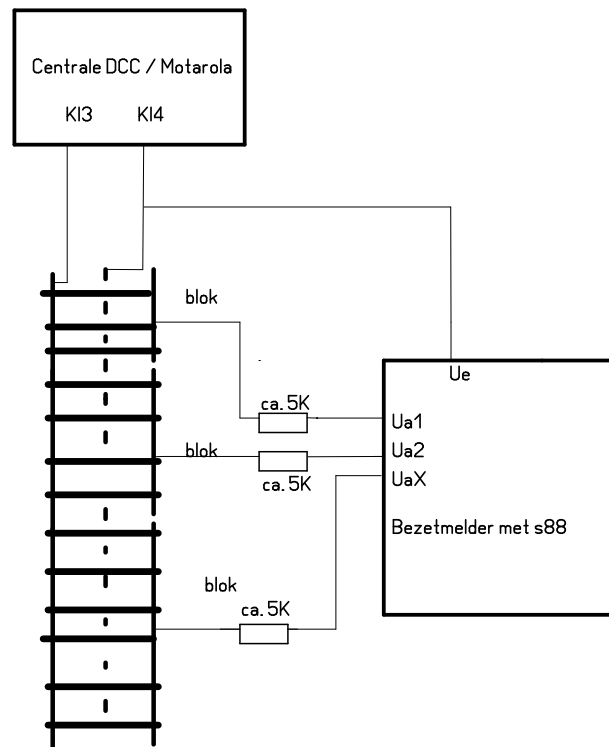 Centrale DCC / Motarola
Kl3 Kl4
blok
Ue
ca. 5K
Ua1
Ua2
blok
ca. 5K
UaX
Bezetmelder met s88
blok
ca. 5K